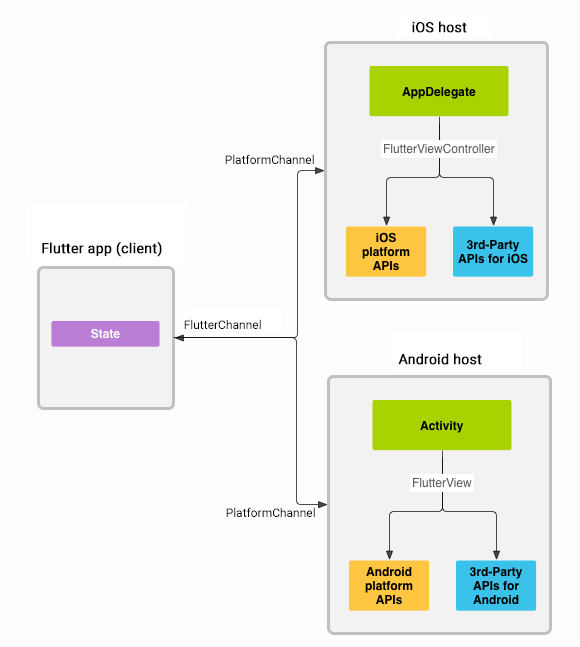 iOS host
AppDelegate
FlutterViewController
PlatformChannel
iOS
platform
APIs
3rd-Party
APIs for iOS
Flutter app (client)
State
FlutterChannel
Android host
Activity
FlutterView
PlatformChannel
Android
platform
APIs
3rd-Party
APIs for
Android